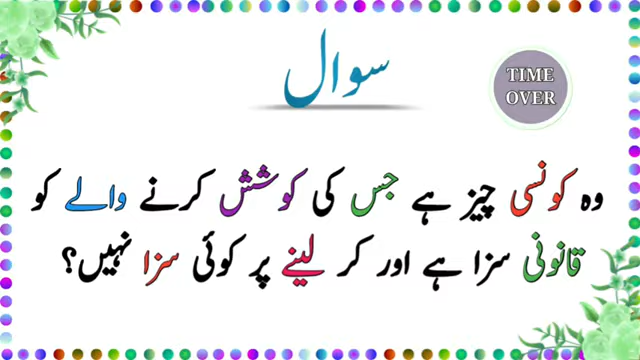 سوال
TIME
OVER
وہ کونسی چیز ہے جس کی کوشش کرنے والے کو
قانونی سزا ہے اور کر لینے پر کوئی سزا نہیں؟